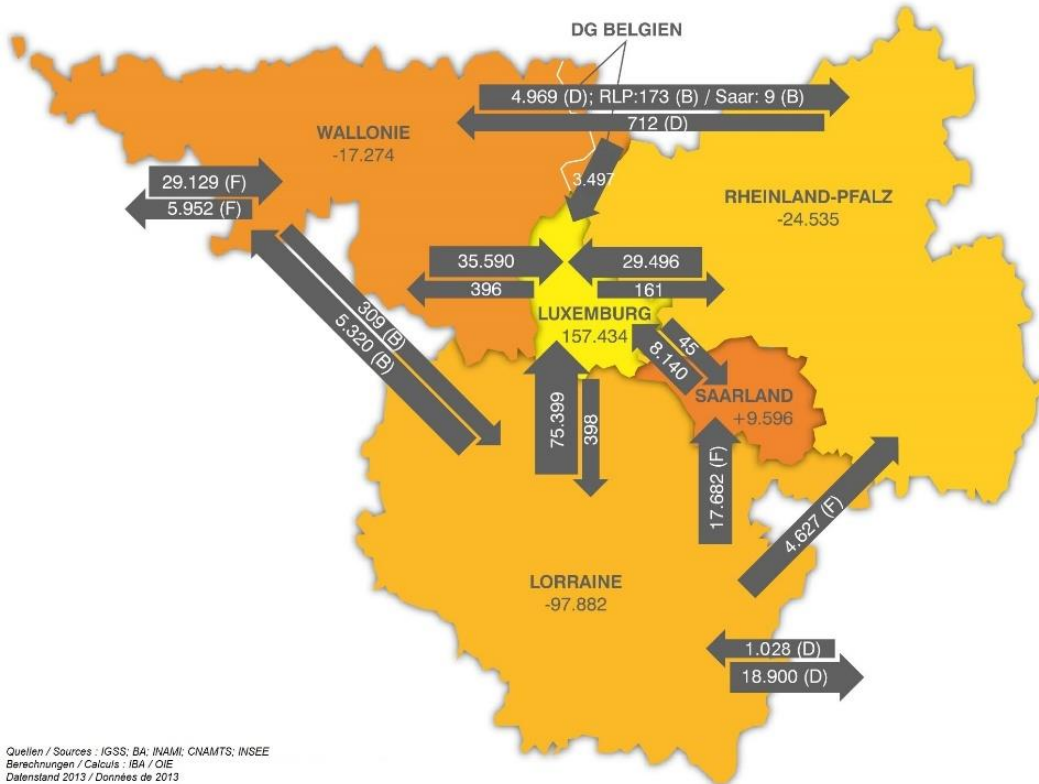 DG BELGIEN
4.969 (D); RLP:173 (B) / Saar: 9 (B)
712 (D)
WALLONIE
-17.274
3.497
29.129 (F)
5.952 (F)
RHEINLAND-PFALZ
-24.535
35.590
29.496
396
161
LUXEMBURG
157.434
309 (B)
5.320 (B)
45
8.140
SAARLAND
+9.596
75.399
398
17.682 (F)
4.627 (F)
LORRAINE
-97.882
1.028 (D)
18.900 (D)
Quellen / Sources : IGSS; BA; INAMI; CNAMTS; INSEE
Berechnungen / Calculs : IBA / OIE
Datenstand 2013 / Données de 2013